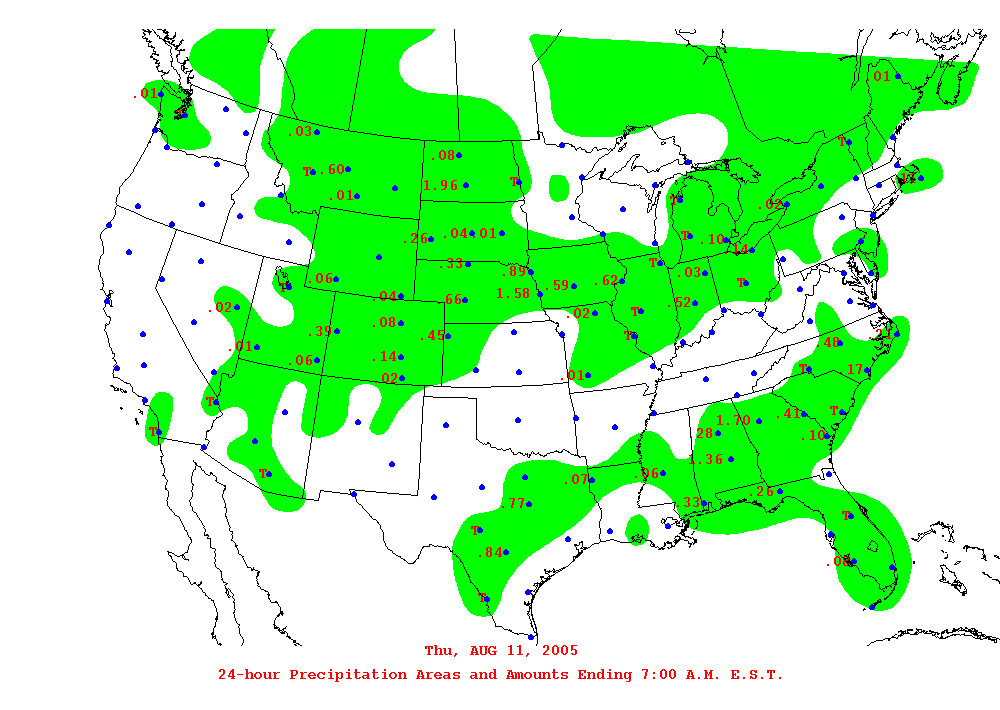 .01
.01
.03
T
.08
T
.60
T
1.96
T
.01
T
.02
.26
.04
.01
T
.10
.14
.33
T
.89
.03
.06
.59
.62
T
.04
1.58
.66
.52
.02
.02
T
.08
.39
.45
T
.21
.01
.48
.14
.06
T
.17
.01
.02
T
.41
T
1.70
T
.28
.10
1.36
T
.96
.07
.26
.77
.33
T
T
.84
.08
T
Thu, AUG 11, 2005
24-hour Precipitation Areas and Amounts Ending 7:00 A.M. E.S.T.